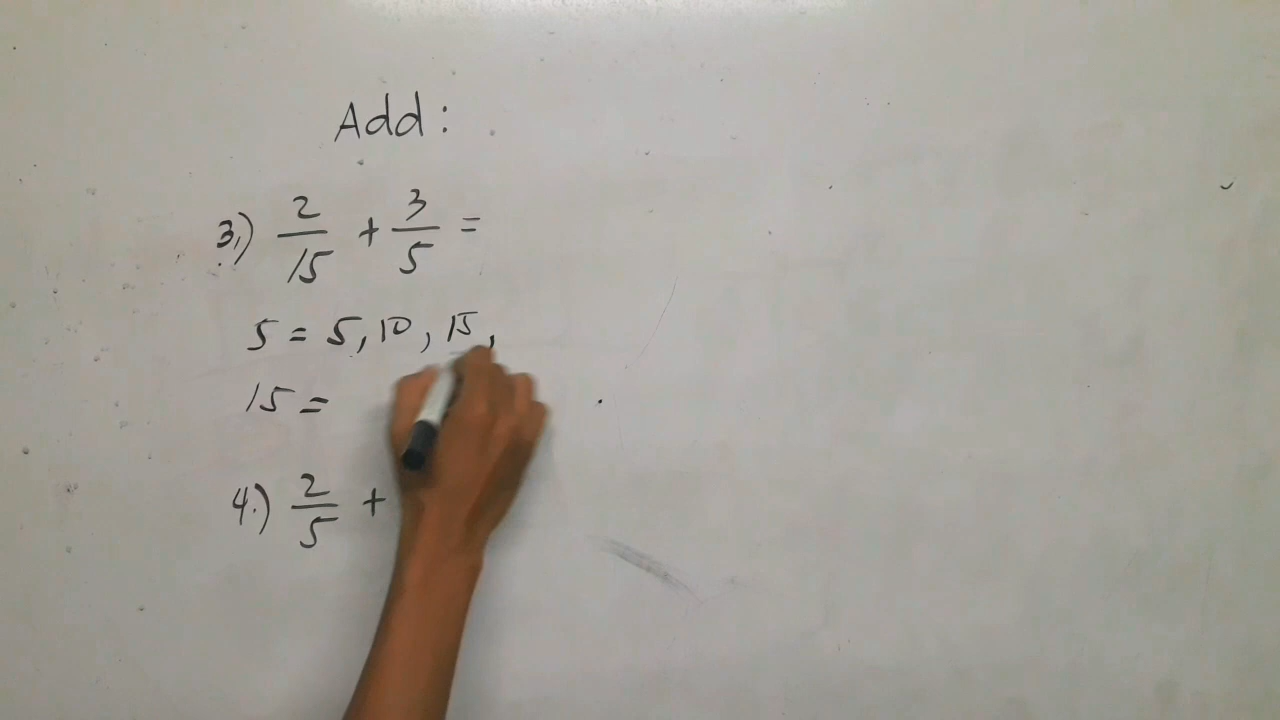 Add:
3.) 2/15 + 3/5 =
5 = 5, 10, 15,
15 =
4.) 2/5 +